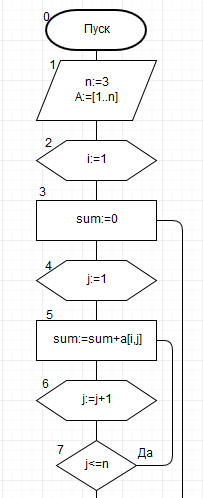 0
Пуск
1
n:=3
A:=[1..n]
2
i:=1
3
sum:=0
4
j:=1
5
sum:=sum+a[i,j]
6
j:=j+1
7
j<=n
Да